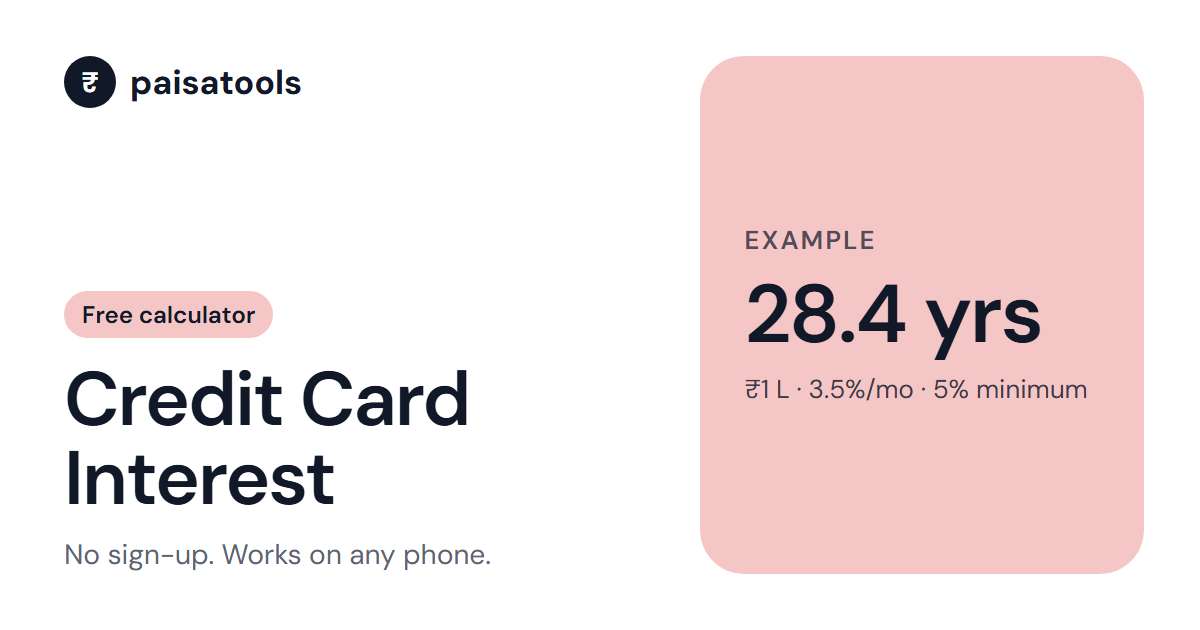 ₹ paisatools
Free calculator
Credit Card
Interest
No sign-up. Works on any phone.
EXAMPLE
28.4 yrs
₹1 L · 3.5%/mo · 5% minimum